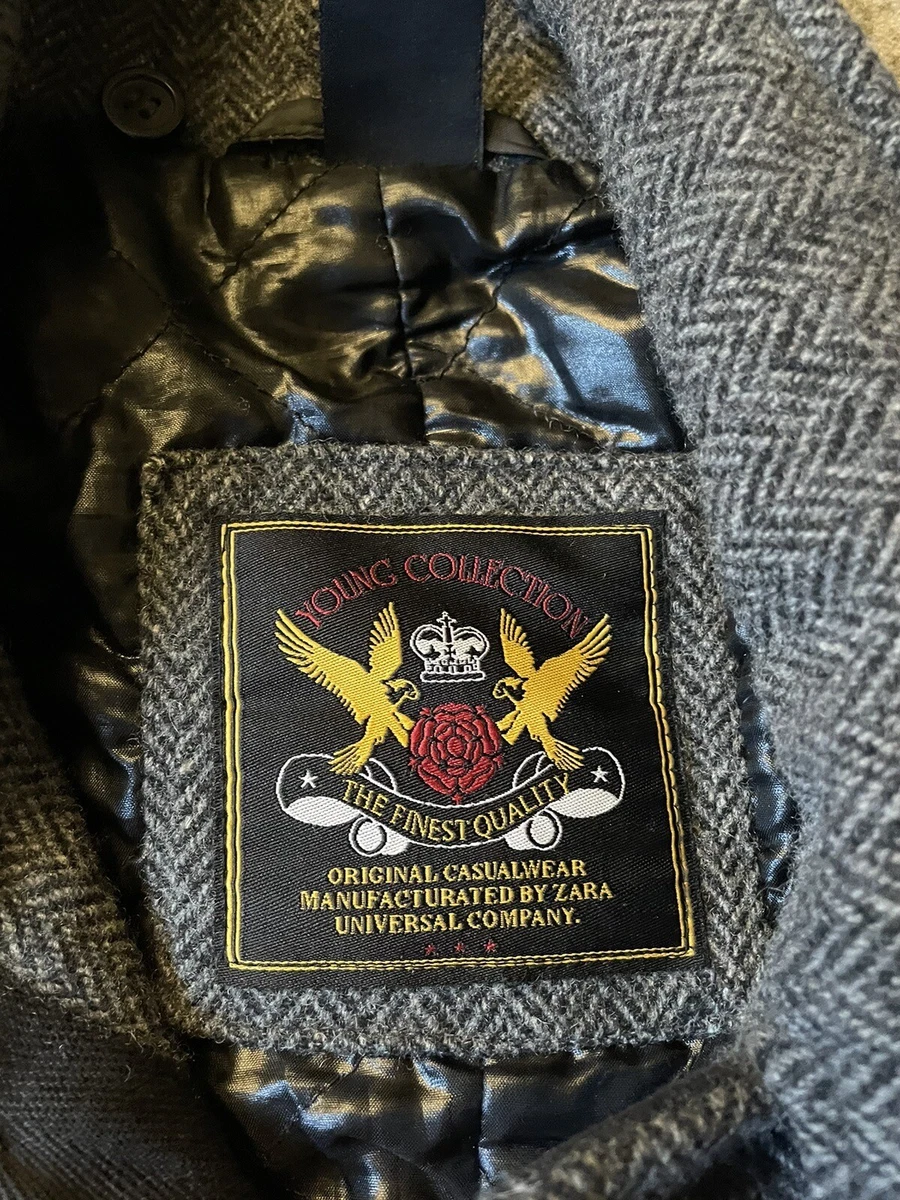 YOUNG COLLECTION
THE FINEST QUALITY
ORIGINAL CASUALWEAR
MANUFACTURATED BY ZARA
UNIVERSAL COMPANY.